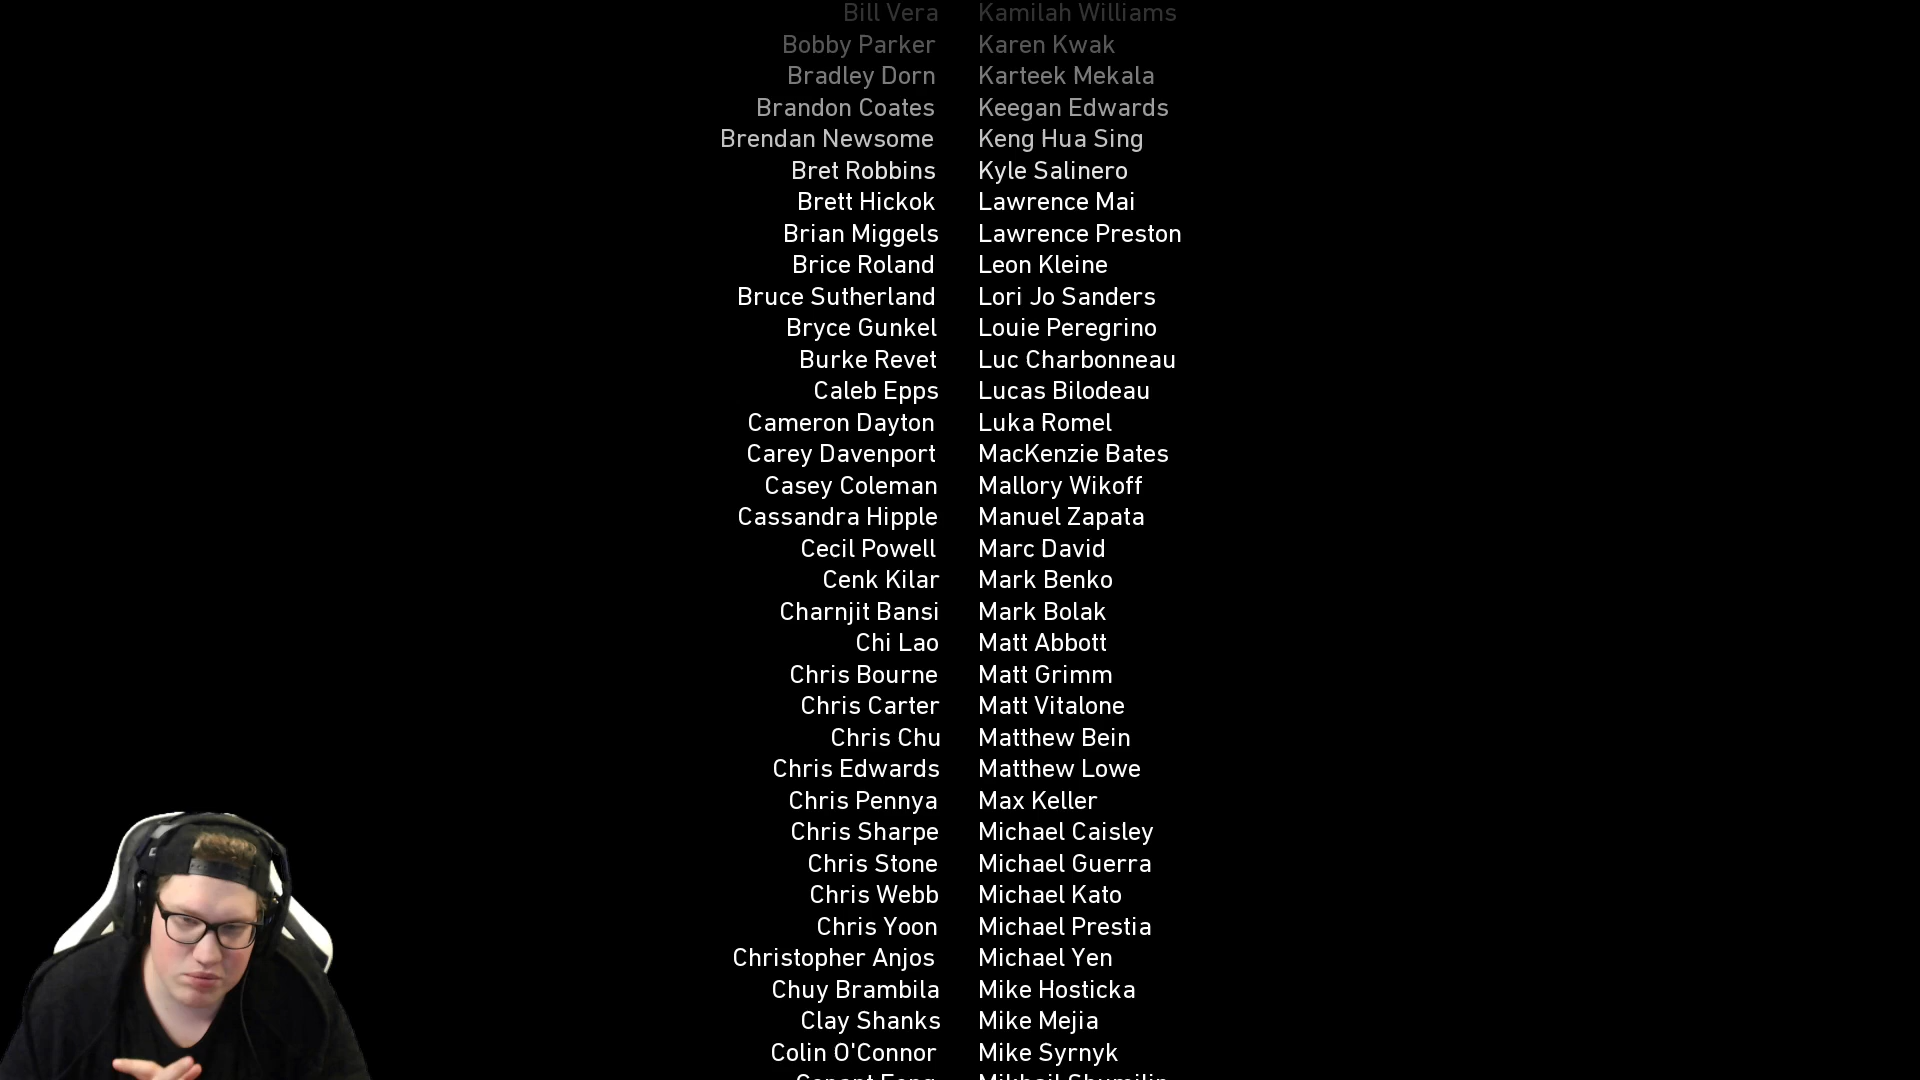 Bill Vera Kamilah Williams
Bobby Parker Karen Kwak
Bradley Dorn Karteek Mekala
Brandon Coates Keegan Edwards
Brendan Newsome Keng Hua Sing
Bret Robbins Kyle Salinero
Brett Hickok Lawrence Mai
Brian Miggels Lawrence Preston
Brice Roland Leon Kleine
Bruce Sutherland Lori Jo Sanders
Bryce Gunkel Louie Peregrino
Burke Revet Luc Charbonneau
Caleb Epps Lucas Bilodeau
Cameron Dayton Luka Romel
Carey Davenport MacKenzie Bates
Casey Coleman Mallory Wikoff
Cassandra Hipple Manuel Zapata
Cecil Powell Marc David
Cenk Kilar Mark Benko
Charnjit Bansi Mark Bolak
Chi Lao Matt Abbott
Chris Bourne Matt Grimm
Chris Carter Matt Vitalone
Chris Chu Matthew Bein
Chris Edwards Matthew Lowe
Chris Pennya Max Keller
Chris Sharpe Michael Caisley
Chris Stone Michael Guerra
Chris Webb Michael Kato
Chris Yoon Michael Prestia
Christopher Anjos Michael Yen
Chuy Brambila Mike Hosticka
Clay Shanks Mike Mejia
Colin O'Connor Mike Syrnyk